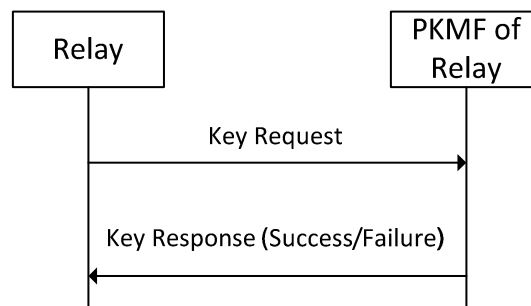 Relay
PKMF of
Relay
Key Request
Key Response (Success/Failure)